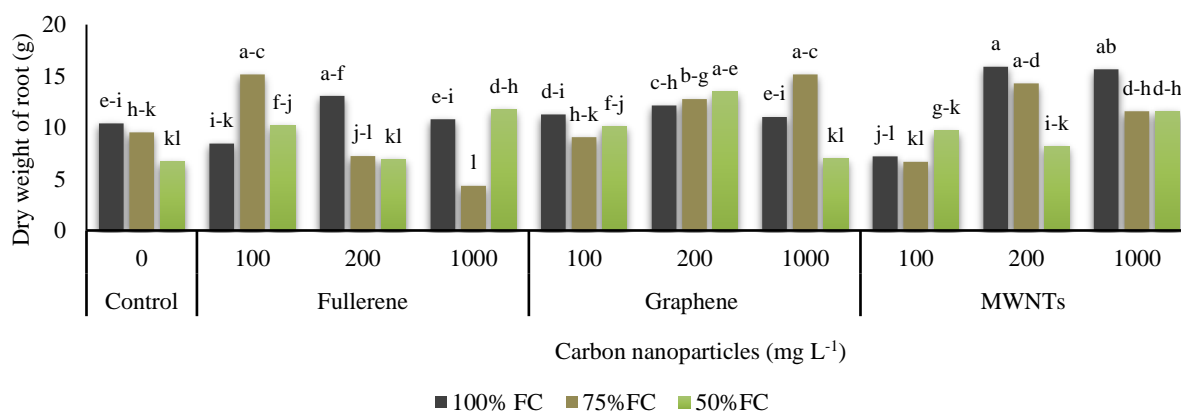 Dry weight of root (g)
20
15
10
5
0
e-i h-k kl
i-k a-c f-j
a-f j-l kl
e-i l d-h
d-i h-k f-j
c-h b-g a-e
e-i a-c kl
j-l kl g-k
a a-d i-k
ab d-h d-h
0 100 200 1000 100 200 1000 100 200 1000
Control Fullerene Graphene MWNTs
Carbon nanoparticles (mg L⁻¹)
100% FC 75%FC 50%FC